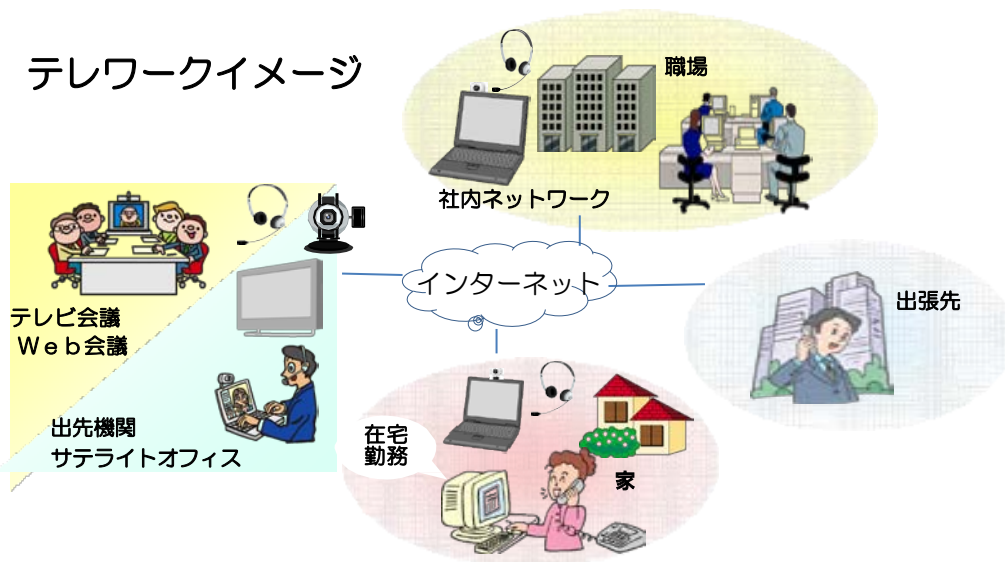 テレワークイメージ
職場
社内ネットワーク
インターネット
出張先
テレビ会議
Ｗｅｂ会議
出先機関
サテライトオフィス
在宅
勤務
家